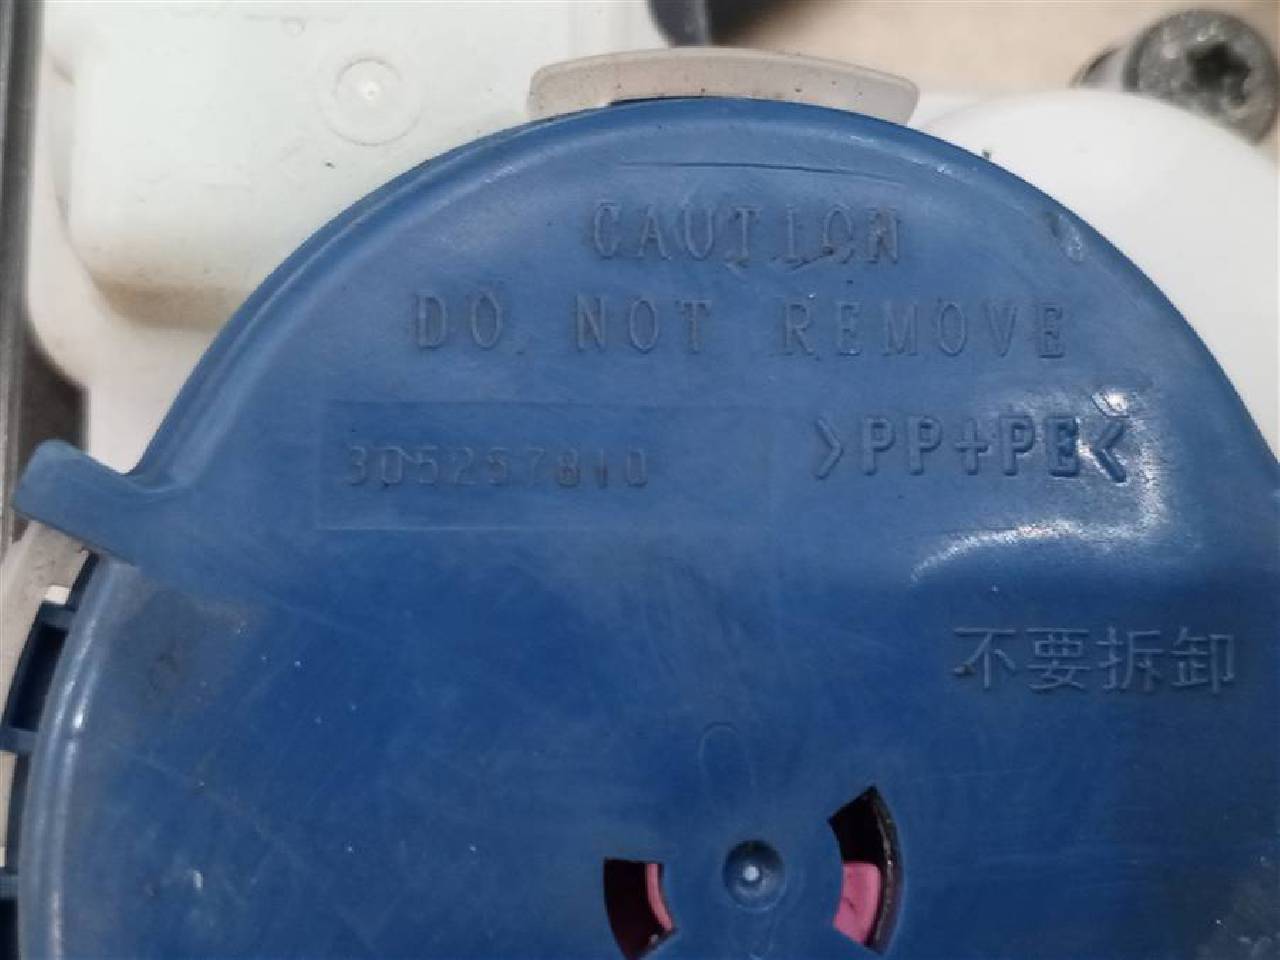 CAUTION
DO NOT REMOVE
305257810 >PP+PE<
不要拆卸